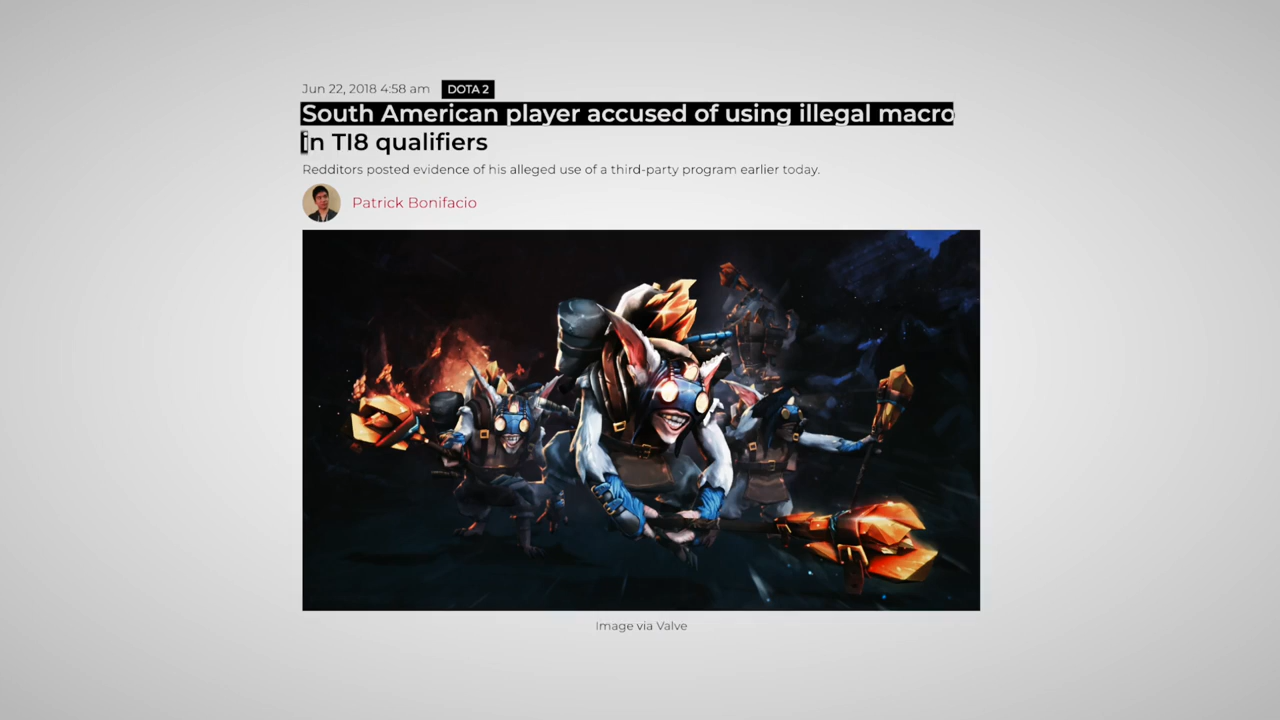 Jun 22, 2018 4:58 am DOTA 2
South American player accused of using illegal macro
in TI8 qualifiers
Redditors posted evidence of his alleged use of a third-party program earlier today.
Patrick Bonifacio
Image via Valve